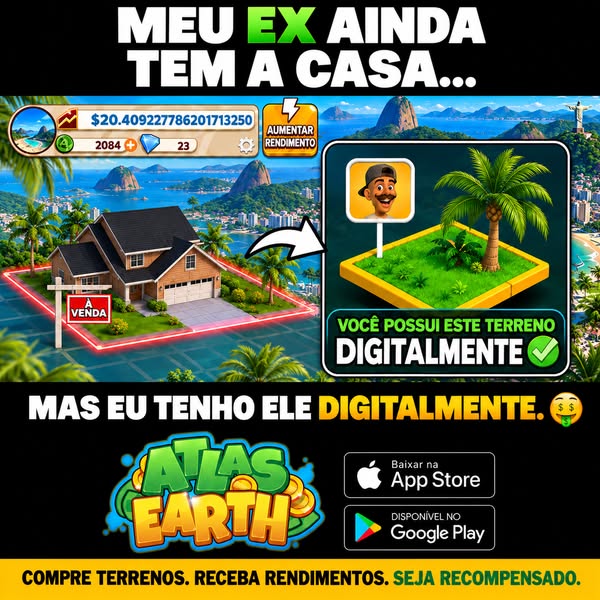 MEU EX AINDA
TEM A CASA...
$20.409227786201713250
4
2084
23
AUMENTAR
RENDIMENTO
À
VENDA
VOCÊ POSSUI ESTE TERRENO
DIGITALMENTE
MAS EU TENHO ELE DIGITALMENTE.
ATLAS
EARTH
Baixar na
App Store
DISPONÍVEL NO
Google Play
COMPRE TERRENOS. RECEBA RENDIMENTOS. SEJA RECOMPENSADO.